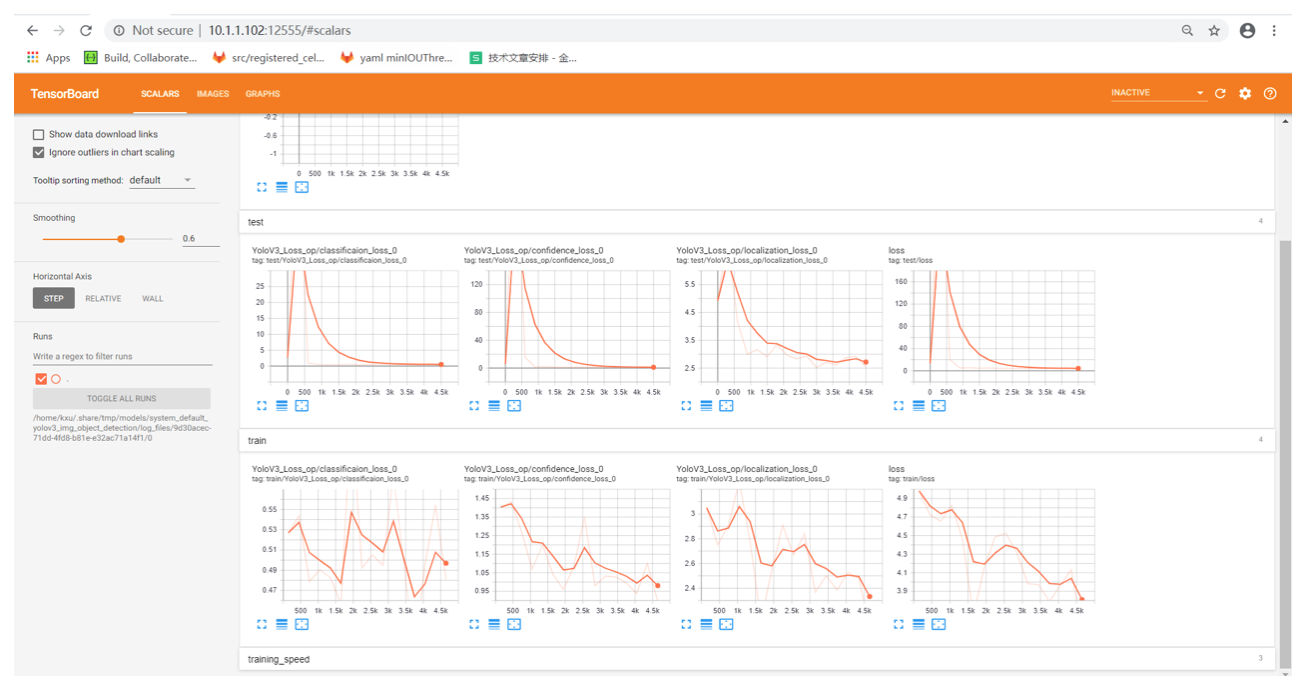 Not secure | 10.1.1.102:12555/#scalars
Apps Build, Collaborate... src/registered_cel... yaml minIOUThre... 技术文章安排 - 金...
TensorBoard SCALARS IMAGES GRAPHS INACTIVE
Show data download links
Ignore outliers in chart scaling
Tooltip sorting method: default
Smoothing
0.6
Horizontal Axis
STEP RELATIVE WALL
Runs
Write a regex to filter runs
.
TOGGLE ALL RUNS
/home/kxu/.share/tmp/models/system_default_
yolov3_img_object_detection/log_files/9d30acec-
71dd-4fd8-b81e-e32ac71a14f1/0
-0.2
-0.6
-1
0 500 1k 1.5k 2k 2.5k 3k 3.5k 4k 4.5k
test 4
YoloV3_Loss_op/classificaion_loss_0
tag: test/YoloV3_Loss_op/classificaion_loss_0
25
20
15
10
5
0
0 500 1k 1.5k 2k 2.5k 3k 3.5k 4k 4.5k
YoloV3_Loss_op/confidence_loss_0
tag: test/YoloV3_Loss_op/confidence_loss_0
120
80
40
0
0 500 1k 1.5k 2k 2.5k 3k 3.5k 4k 4.5k
YoloV3_Loss_op/localization_loss_0
tag: test/YoloV3_Loss_op/localization_loss_0
5.5
4.5
3.5
2.5
0 500 1k 1.5k 2k 2.5k 3k 3.5k 4k 4.5k
loss
tag: test/loss
160
120
80
40
0
0 500 1k 1.5k 2k 2.5k 3k 3.5k 4k 4.5k
train 4
YoloV3_Loss_op/classificaion_loss_0
tag: train/YoloV3_Loss_op/classificaion_loss_0
0.55
0.53
0.51
0.49
0.47
500 1k 1.5k 2k 2.5k 3k 3.5k 4k 4.5k
YoloV3_Loss_op/confidence_loss_0
tag: train/YoloV3_Loss_op/confidence_loss_0
1.45
1.35
1.25
1.15
1.05
0.95
500 1k 1.5k 2k 2.5k 3k 3.5k 4k 4.5k
YoloV3_Loss_op/localization_loss_0
tag: train/YoloV3_Loss_op/localization_loss_0
3
2.8
2.6
2.4
500 1k 1.5k 2k 2.5k 3k 3.5k 4k 4.5k
loss
tag: train/loss
4.9
4.7
4.5
4.3
4.1
3.9
500 1k 1.5k 2k 2.5k 3k 3.5k 4k 4.5k
training_speed 3